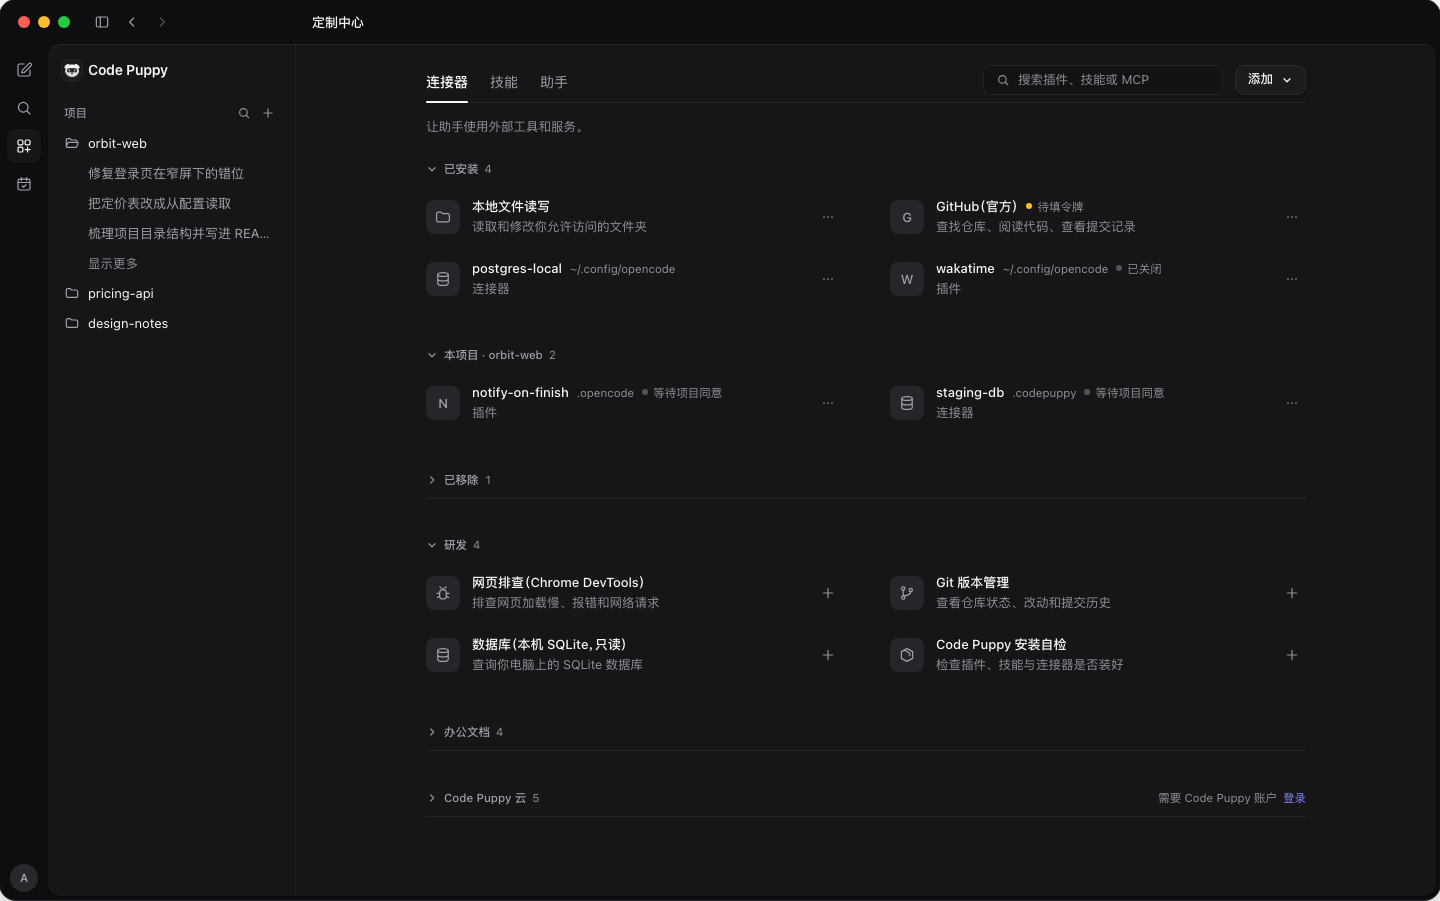 定制中心
Code Puppy
项目
orbit-web
修复登录页在窄屏下的错位
把定价表改成从配置读取
梳理项目目录结构并写进 REA...
显示更多
pricing-api
design-notes
A
连接器 技能 助手
搜索插件、技能或 MCP
添加
让助手使用外部工具和服务。
已安装 4
本地文件读写
读取和修改你允许访问的文件夹
G
GitHub(官方) 待填令牌
查找仓库、阅读代码、查看提交记录
postgres-local ~/.config/opencode
连接器
W
wakatime ~/.config/opencode 已关闭
插件
本项目 · orbit-web 2
N
notify-on-finish .opencode 等待项目同意
插件
staging-db .codepuppy 等待项目同意
连接器
已移除 1
研发 4
网页排查(Chrome DevTools)
排查网页加载慢、报错和网络请求
Git 版本管理
查看仓库状态、改动和提交历史
数据库(本机 SQLite,只读)
查询你电脑上的 SQLite 数据库
Code Puppy 安装自检
检查插件、技能与连接器是否装好
办公文档 4
Code Puppy 云 5
需要 Code Puppy 账户 登录